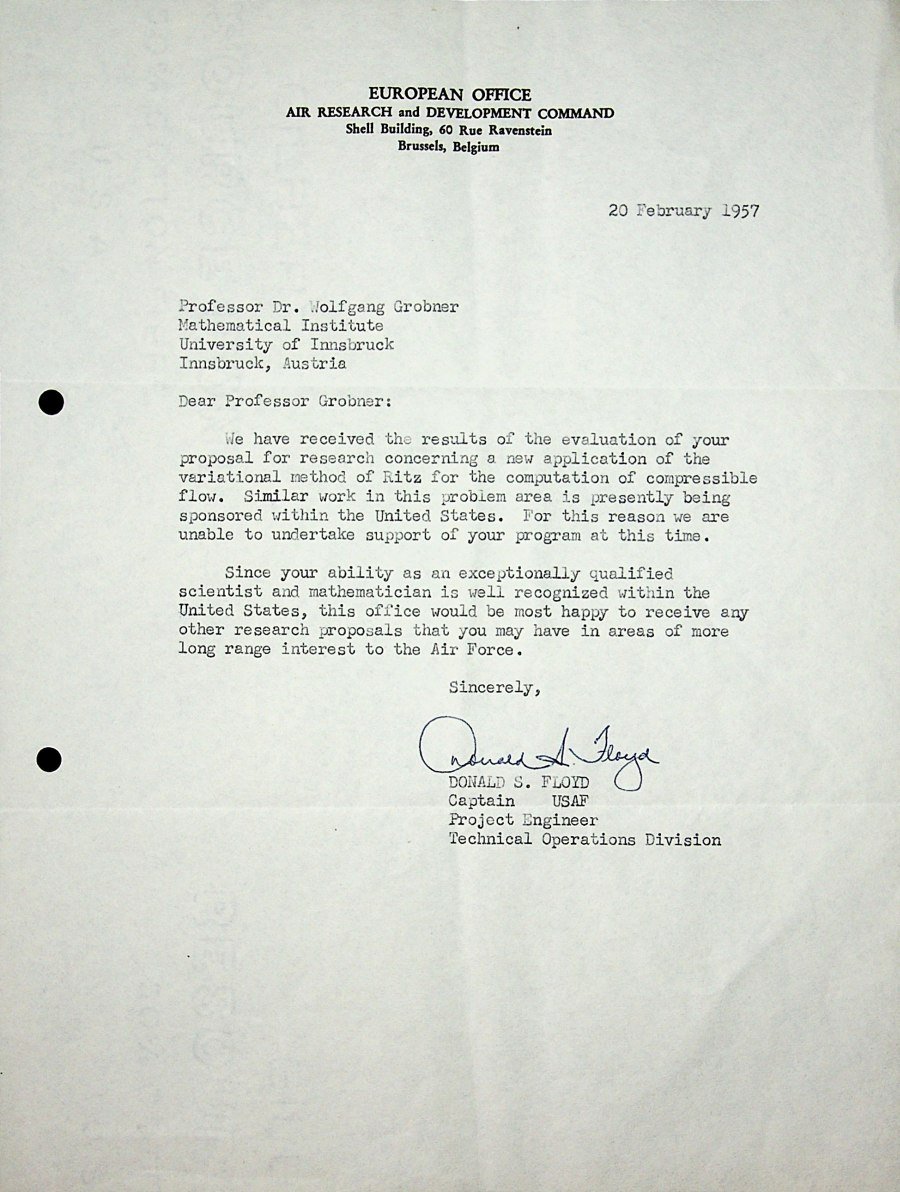 EUROPEAN OFFICE
AIR RESEARCH and DEVELOPMENT COMMAND
Shell Building, 60 Rue Ravenstein
Brussels, Belgium
20 February 1957
Professor Dr. Wolfgang Grobner
Mathematical Institute
University of Innsbruck
Innsbruck, Austria
Dear Professor Grobner:
We have received the results of the evaluation of your
proposal for research concerning a new application of the
variational method of Ritz for the computation of compressible
flow. Similar work in this problem area is presently being
sponsored within the United States. For this reason we are
unable to undertake support of your program at this time.
Since your ability as an exceptionally qualified
scientist and mathematician is well recognized within the
United States, this office would be most happy to receive any
other research proposals that you may have in areas of more
long range interest to the Air Force.
Sincerely,
Donald S. Floyd
DONALD S. FLOYD
Captain USAF
Project Engineer
Technical Operations Division